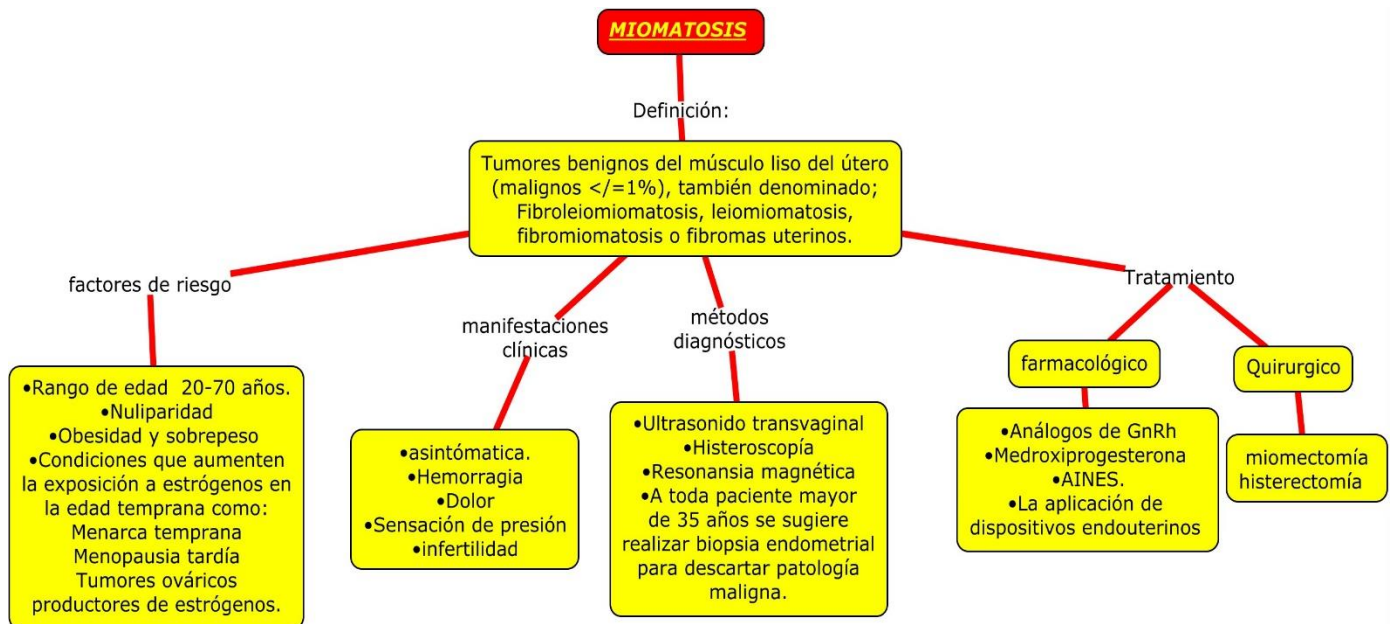 MIOMATOSIS
Definición:
Tumores benignos del músculo liso del útero
(malignos </=1%), también denominado;
Fibroleiomiomatosis, leiomiomatosis,
fibromiomatosis o fibromas uterinos.
factores de riesgo
•Rango de edad 20-70 años.
•Nuliparidad
•Obesidad y sobrepeso
•Condiciones que aumenten
la exposición a estrógenos en
la edad temprana como:
Menarca temprana
Menopausia tardía
Tumores ováricos
productores de estrógenos.
manifestaciones
clínicas
•asintómatica.
•Hemorragia
•Dolor
•Sensación de presión
•infertilidad
métodos
diagnósticos
•Ultrasonido transvaginal
•Histeroscopía
•Resonansia magnética
•A toda paciente mayor
de 35 años se sugiere
realizar biopsia endometrial
para descartar patología
maligna.
Tratamiento
farmacológico
•Análogos de GnRh
•Medroxiprogesterona
•AINES.
•La aplicación de
dispositivos endouterinos
Quirurgico
miomectomía
histerectomía